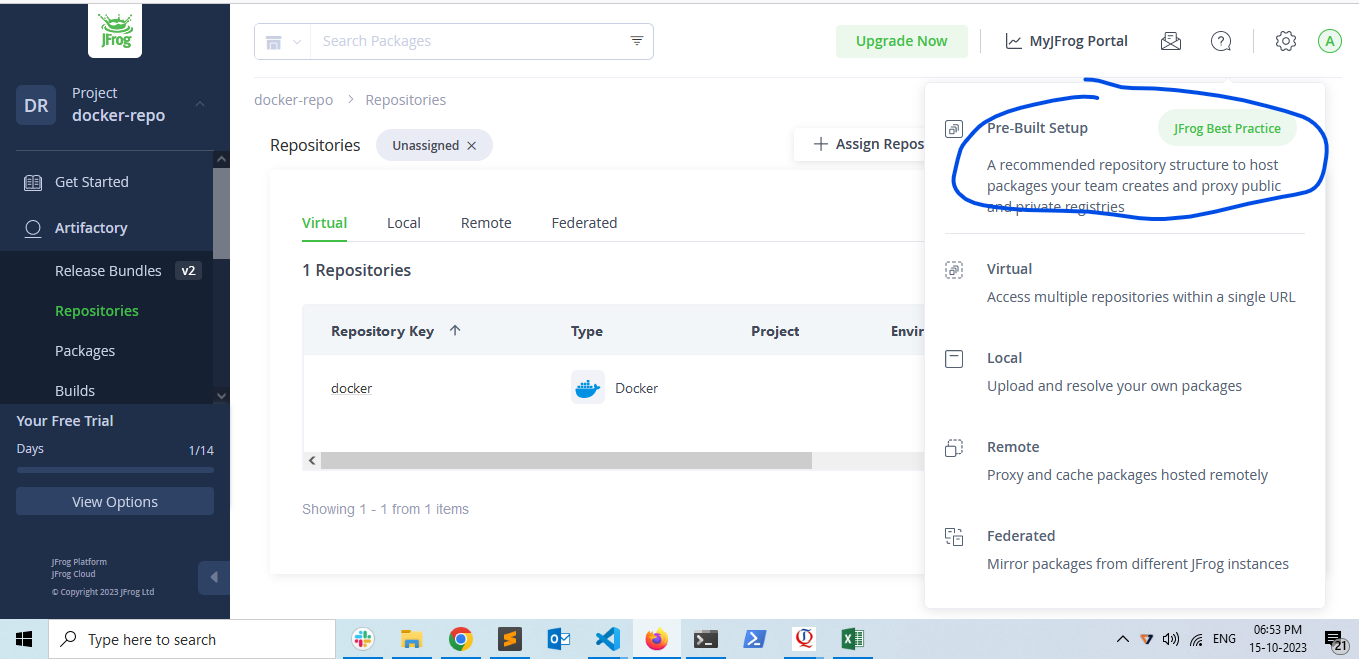 JFrog
Search Packages
Upgrade Now
MyJFrog Portal
A
DR
Project
docker-repo
Get Started
Artifactory
Release Bundles v2
Repositories
Packages
Builds
Your Free Trial
Days 1/14
View Options
JFrog Platform
JFrog Cloud
© Copyright 2023 JFrog Ltd
docker-repo > Repositories
Repositories
Unassigned ×
+ Assign Repos
Virtual Local Remote Federated
1 Repositories
Repository Key ↑ Type Project Envir
docker Docker
Showing 1 - 1 from 1 items
Pre-Built Setup JFrog Best Practice
A recommended repository structure to host
packages your team creates and proxy public
and private registries
Virtual
Access multiple repositories within a single URL
Local
Upload and resolve your own packages
Remote
Proxy and cache packages hosted remotely
Federated
Mirror packages from different JFrog instances
Type here to search
ENG
06:53 PM
15-10-2023
21